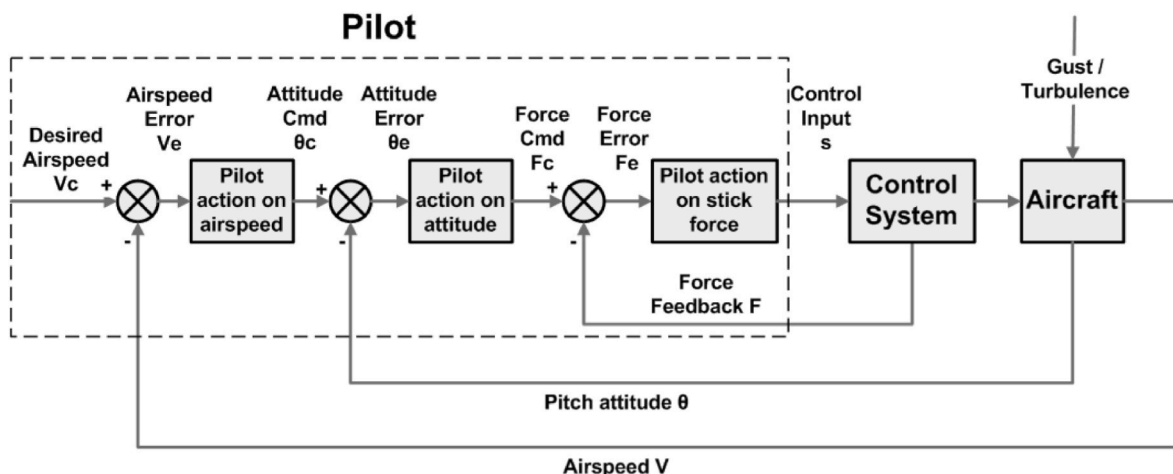 Pilot
Gust /
Turbulence
Desired
Airspeed
Vc
+
-
Airspeed
Error
Ve
Pilot
action on
airspeed
Attitude
Cmd
θc
+
-
Attitude
Error
θe
Pilot
action on
attitude
Force
Cmd
Fc
+
-
Force
Error
Fe
Pilot action
on stick
force
Control
Input
s
Control
System
Aircraft
Force
Feedback F
Pitch attitude θ
Airspeed V